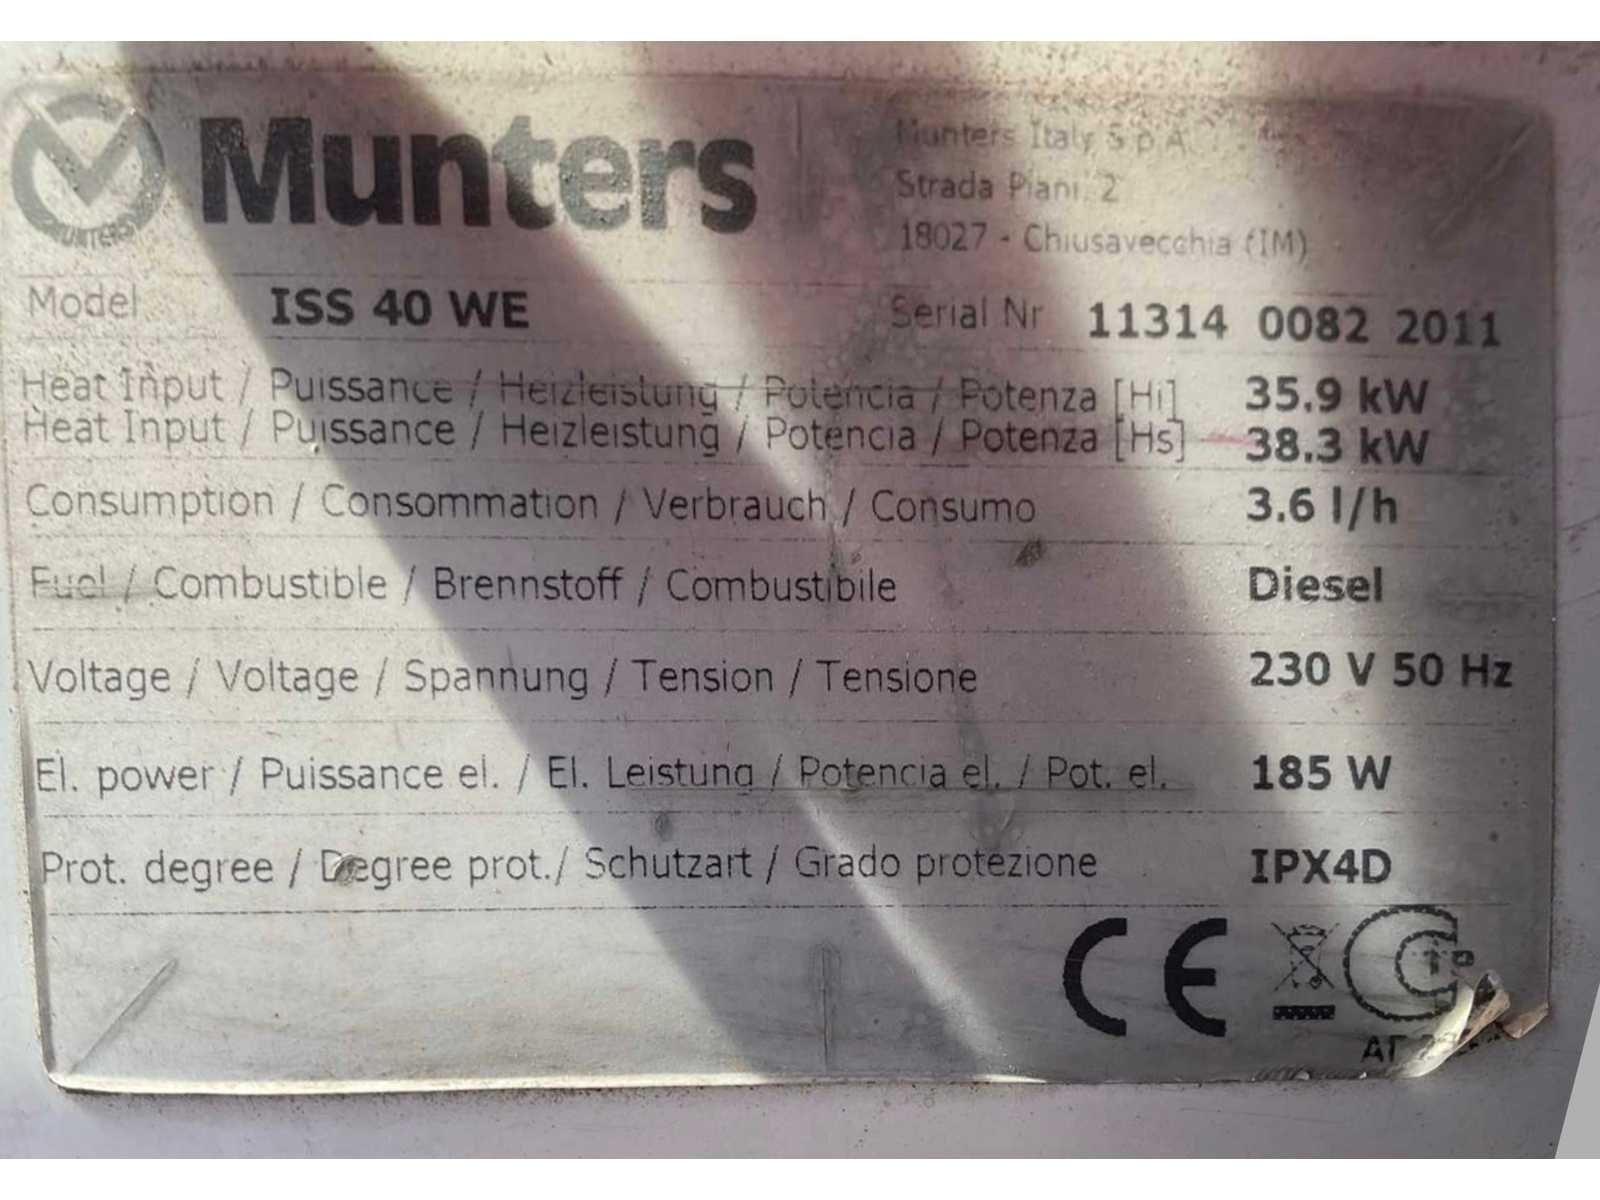 MUNTERS
Munters
Munters Italy S.p.A.
Strada Piani, 2
18027 - Chiusavecchia (IM)
Model ISS 40 WE Serial Nr 11314 0082 2011
Heat Input / Puissance / Heizleistung / Potencia / Potenza [Hi] 35.9 kW
Heat Input / Puissance / Heizleistung / Potencia / Potenza [Hs] 38.3 kW
Consumption / Consommation / Verbrauch / Consumo 3.6 l/h
Fuel / Combustible / Brennstoff / Combustibile Diesel
Voltage / Voltage / Spannung / Tension / Tensione 230 V 50 Hz
El. power / Puissance el. / El. Leistung / Potencia el. / Pot. el. 185 W
Prot. degree / Degree prot./ Schutzart / Grado protezione IPX4D
CE